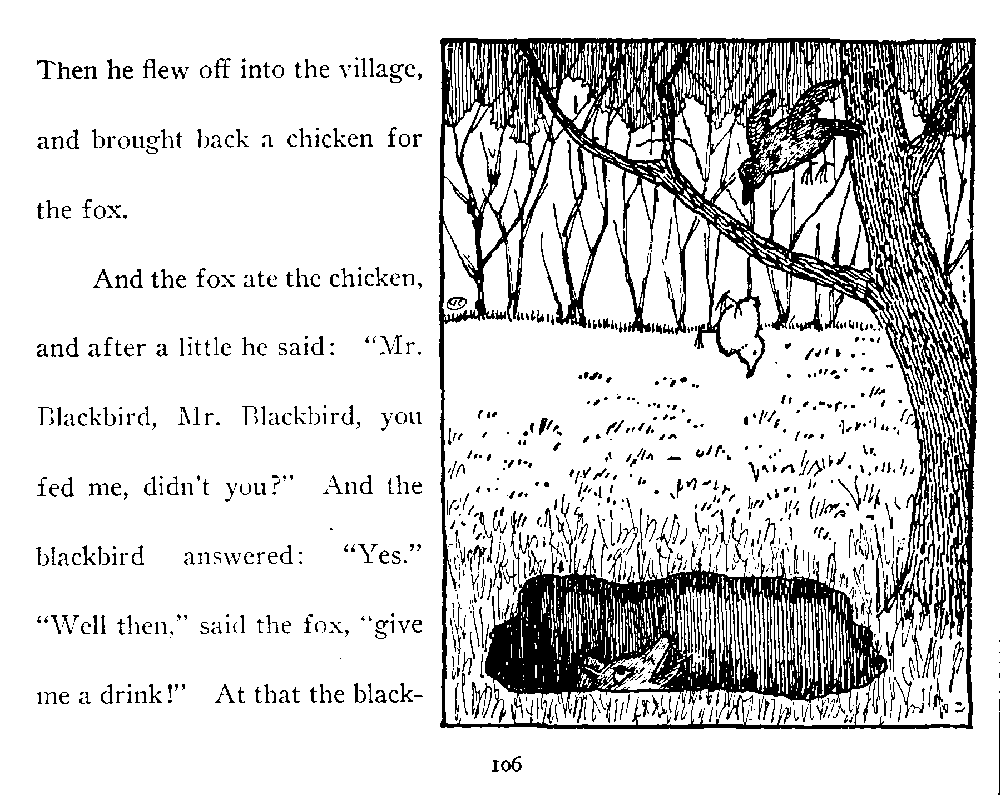 Then he flew off into the village,
and brought back a chicken for
the fox.
And the fox ate the chicken,
and after a little he said: “Mr.
Blackbird, Mr. Blackbird, you
fed me, didn't you?” And the
blackbird answered: “Yes.”
“Well then,” said the fox, “give
me a drink!” At that the black-
106